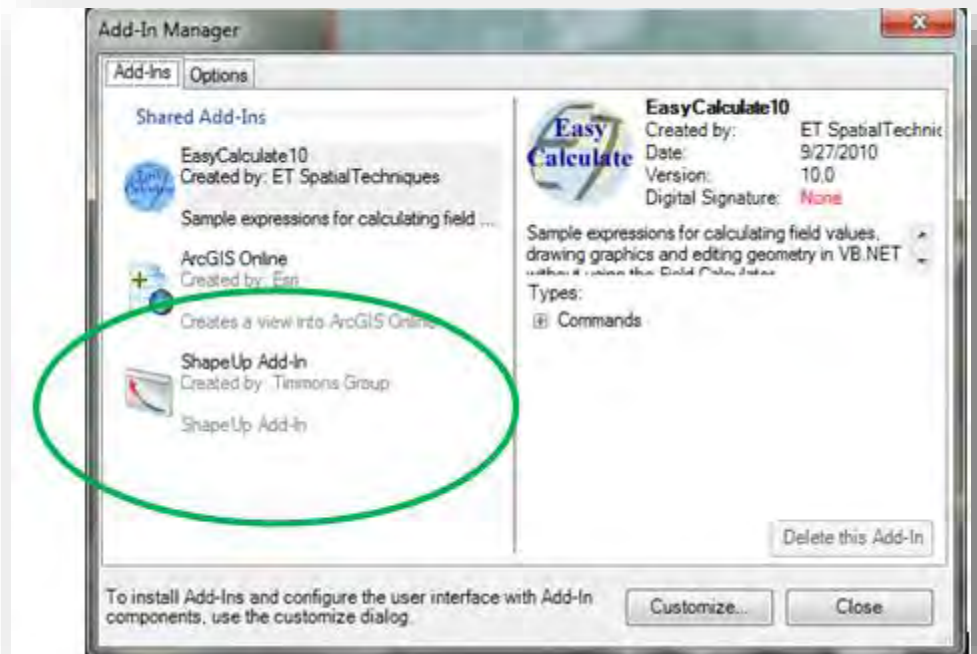 Add-In Manager
Add-Ins
Options
Shared Add-Ins
EasyCalculate10
Created by: ET SpatialTechniques
Sample expressions for calculating field ...
ArcGIS Online
Created by: Esri
Creates a view into ArcGIS Online
ShapeUp Add-In
Created by: Timmons Group
ShapeUp Add-In
Easy
Calculate
EasyCalculate10
Created by: ET SpatialTechnic
Date: 9/27/2010
Version: 10.0
Digital Signature: None
Sample expressions for calculating field values,
drawing graphics and editing geometry in VB.NET
without using the Field Calculator
Types:
Commands
Delete this Add-In
To install Add-Ins and configure the user interface with Add-In
components, use the customize dialog.
Customize...
Close